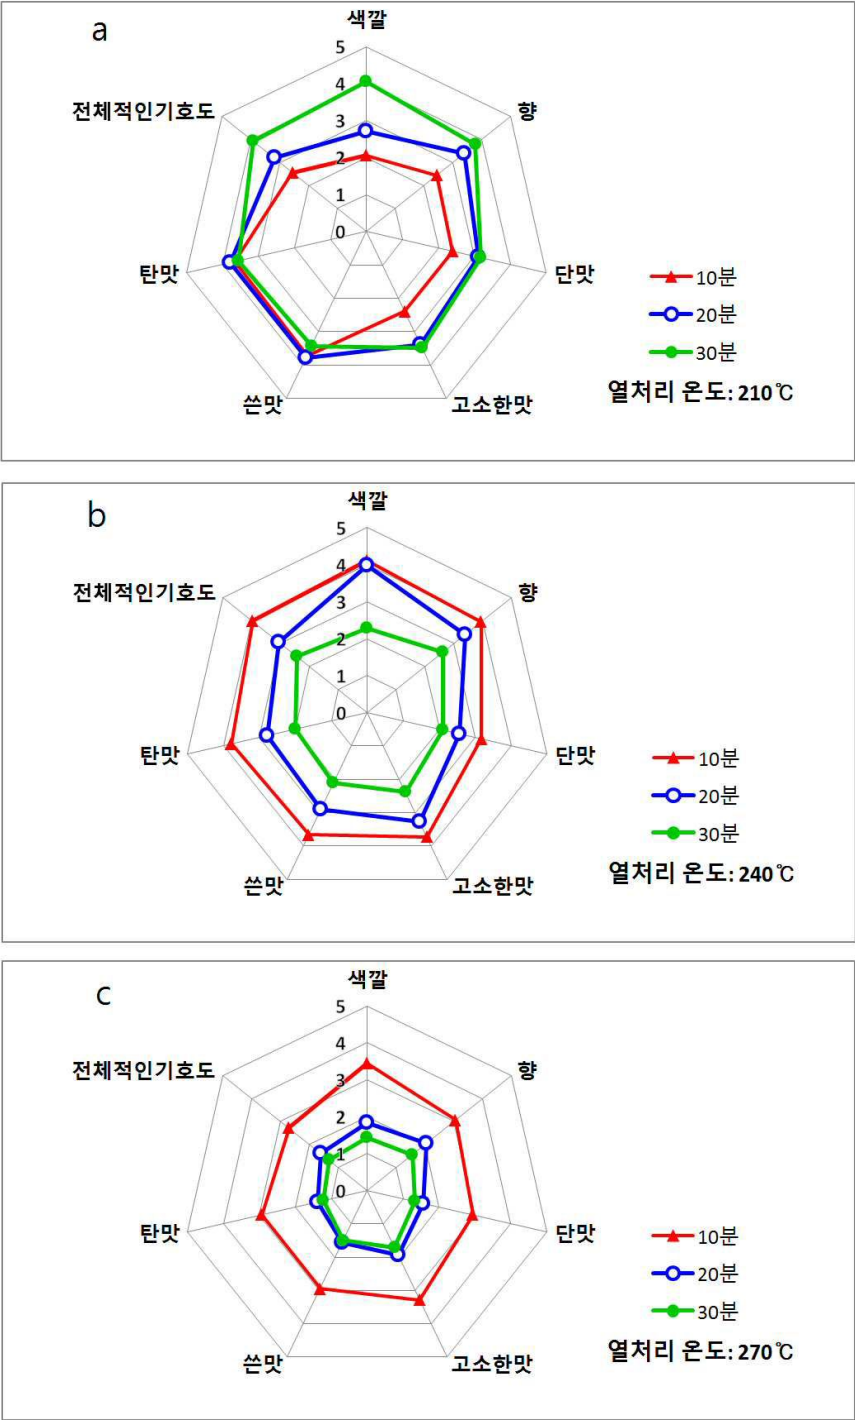 a
색깔
5
4
3
2
1
0
전체적인기호도
향
탄맛
단맛
쓴맛
고소한맛
10분
20분
30분
열처리 온도: 210℃
b
색깔
5
4
3
2
1
0
전체적인기호도
향
탄맛
단맛
쓴맛
고소한맛
10분
20분
30분
열처리 온도: 240℃
c
색깔
5
4
3
2
1
0
전체적인기호도
향
탄맛
단맛
쓴맛
고소한맛
10분
20분
30분
열처리 온도: 270℃